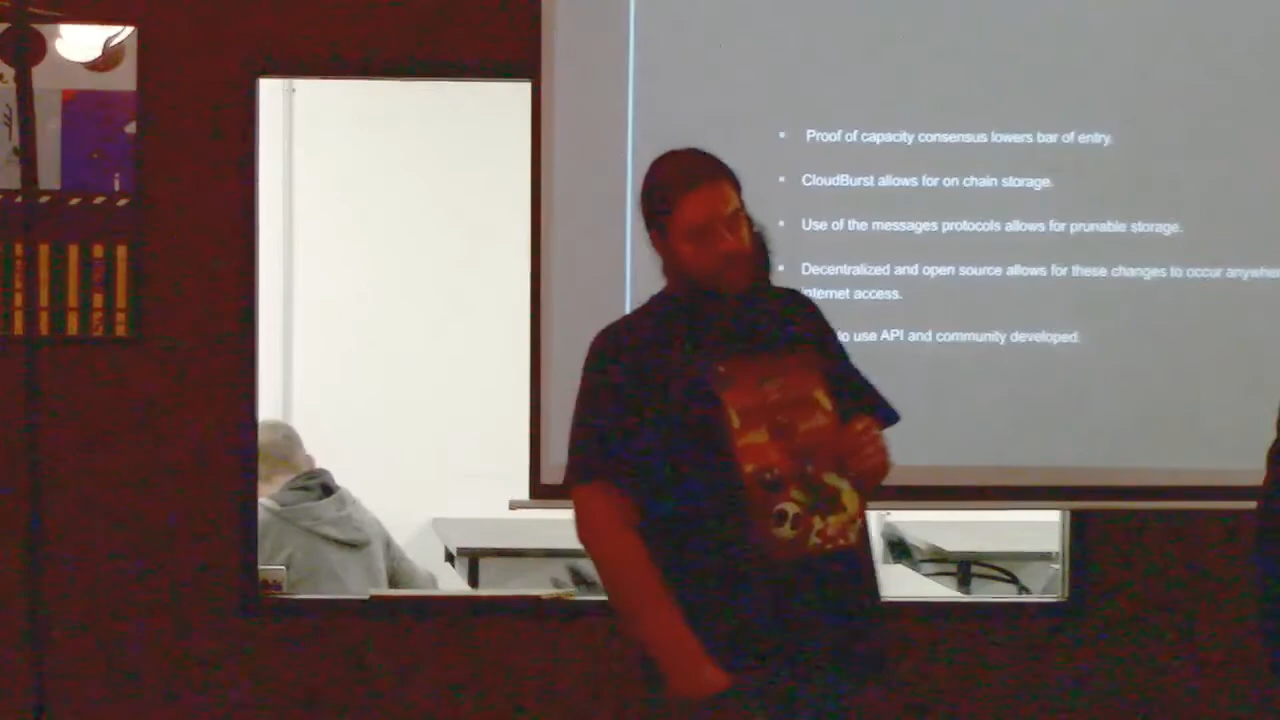 Proof of capacity consensus lowers bar of entry.
CloudBurst allows for on chain storage.
Use of the messages protocols allows for prunable storage.
Decentralized and open source allows for these changes to occur
internet access.
to use API and community developed.